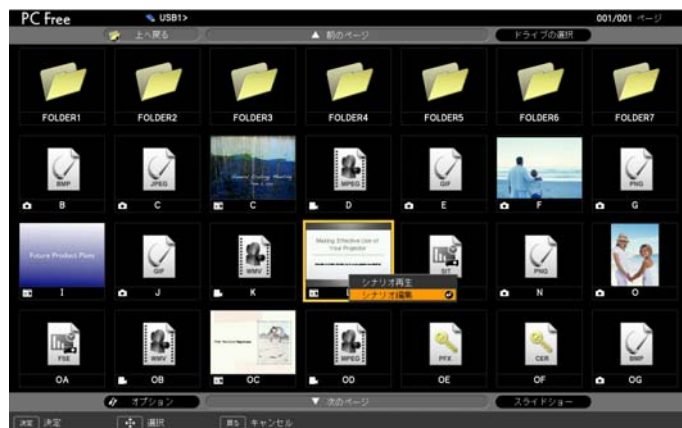 PC Free USB1> 001/001 ページ
上へ戻る ▲ 前のページ ドライブの選択
FOLDER1 FOLDER2 FOLDER3 FOLDER4 FOLDER5 FOLDER6 FOLDER7
BMP JPEG MPEG GIF PNG
B C C D E F G
Future Product Plans GIF WMV Making Effective Use of
Your Projector SIT PNG
シナリオ再生
シナリオ編集
I J K L N O
FSE WMV MPEG PFX CER BMP
OA OB OC OD OE OF OG
オプション ▼ 次のページ スライドショー
決定 決定 選択 戻る キャンセル